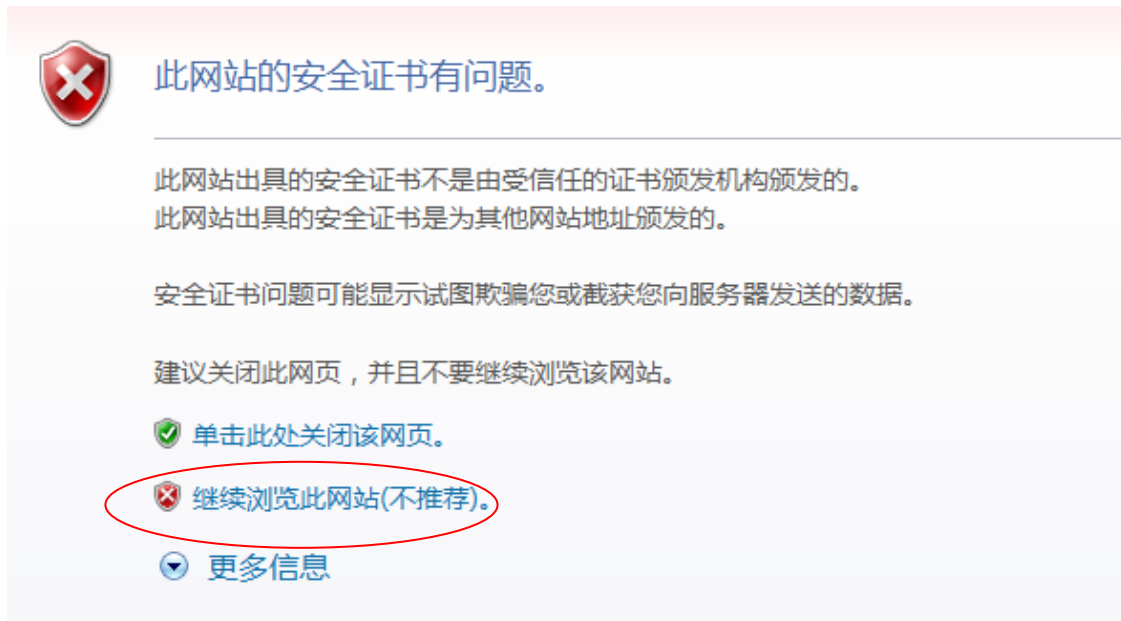 此网站的安全证书有问题。
此网站出具的安全证书不是由受信任的证书颁发机构颁发的。
此网站出具的安全证书是为其他网站地址颁发的。
安全证书问题可能显示试图欺骗您或截获您向服务器发送的数据。
建议关闭此网页，并且不要继续浏览该网站。
单击此处关闭该网页。
继续浏览此网站(不推荐)。
更多信息